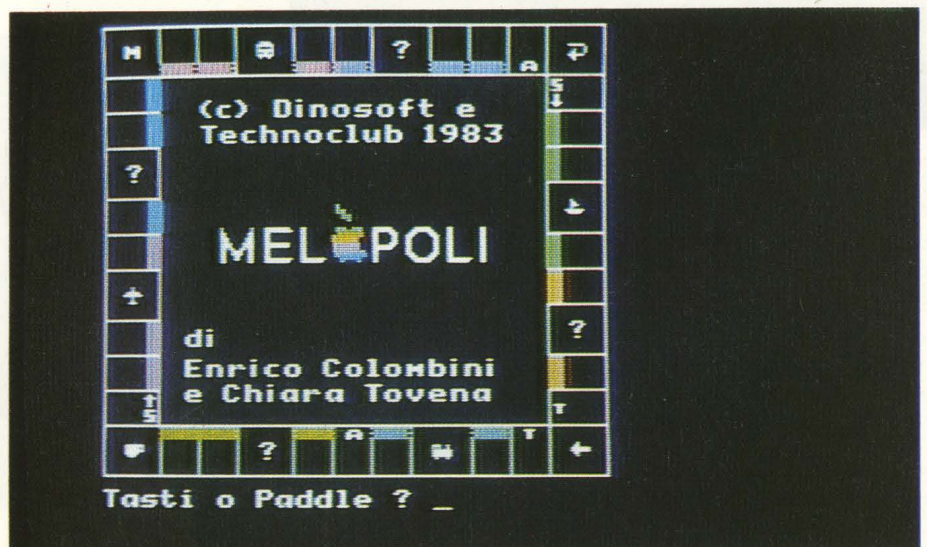 M ? A
S
(c) Dinosoft e
Technoclub 1983
?
MELOPOLI
?
di
Enrico Colombini
e Chiara Tovena
S
T
? A T
Tasti o Paddle ? _